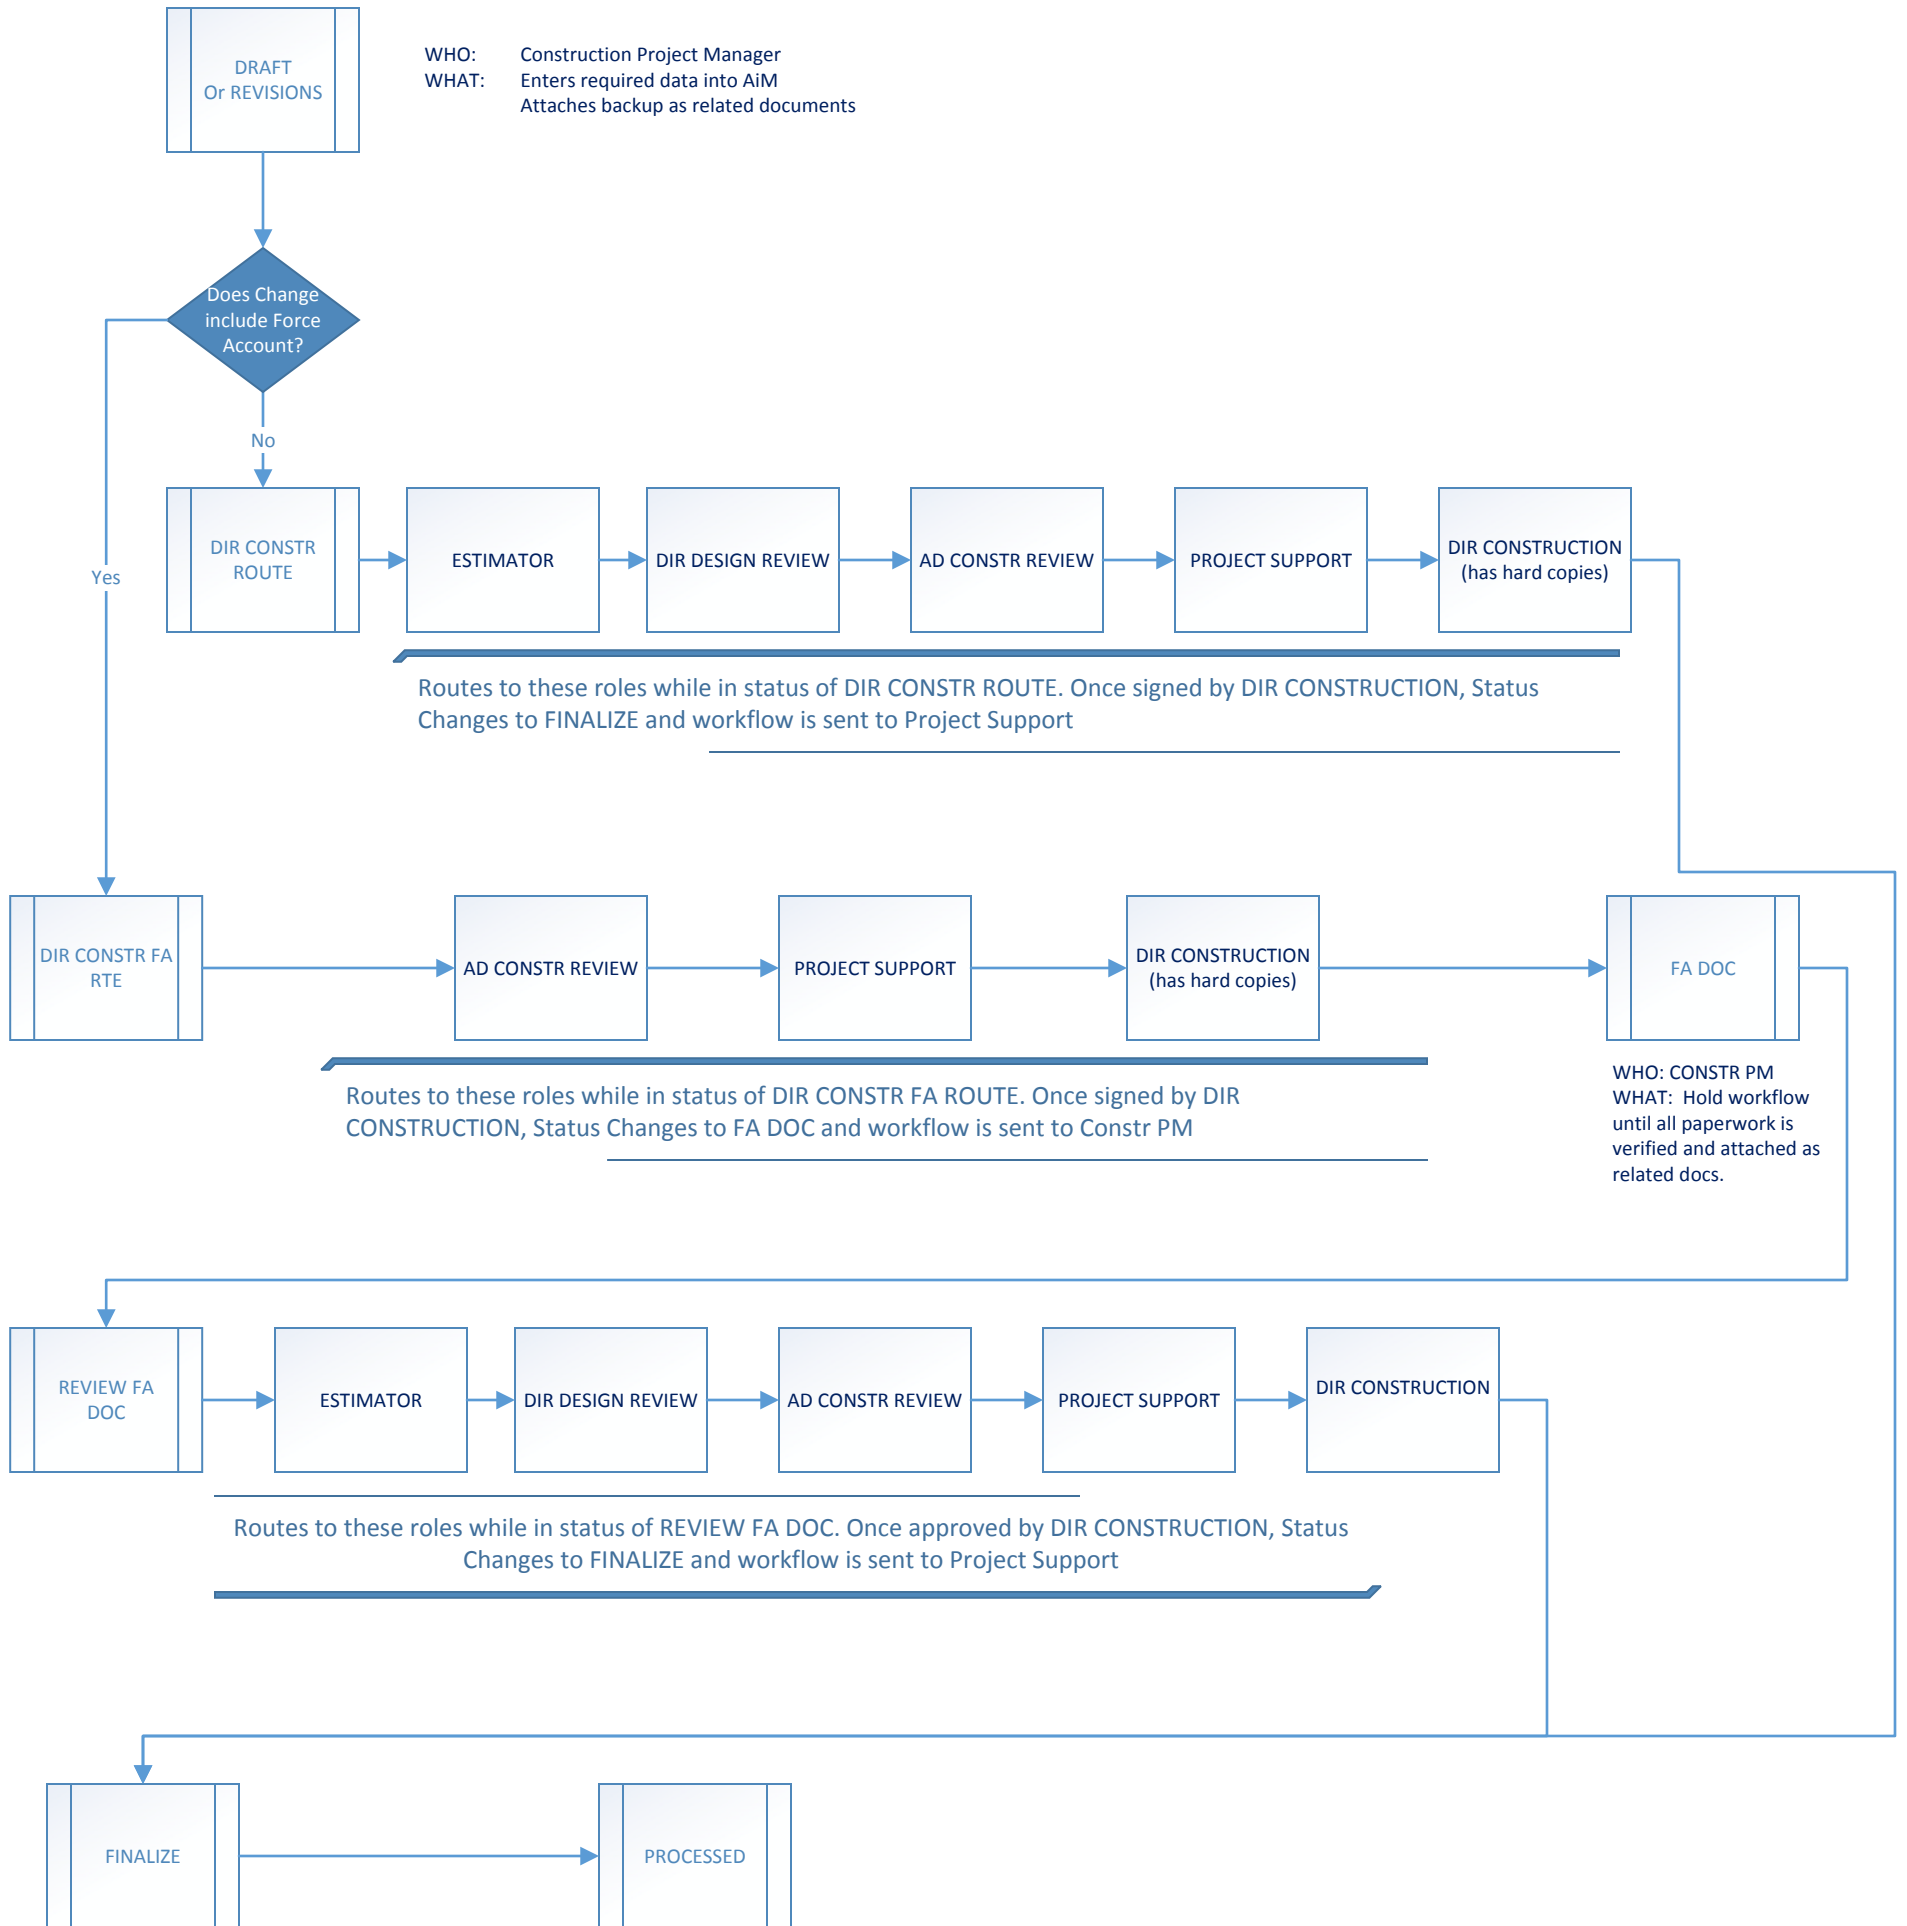 DRAFT
Or REVISIONS
WHO: Construction Project Manager
WHAT: Enters required data into AiM
Attaches backup as related documents
Does Change
include Force
Account?
No
Yes
DIR CONSTR
ROUTE
ESTIMATOR
DIR DESIGN REVIEW
AD CONSTR REVIEW
PROJECT SUPPORT
DIR CONSTRUCTION
(has hard copies)
Routes to these roles while in status of DIR CONSTR ROUTE. Once signed by DIR CONSTRUCTION, Status
Changes to FINALIZE and workflow is sent to Project Support
DIR CONSTR FA
RTE
AD CONSTR REVIEW
PROJECT SUPPORT
DIR CONSTRUCTION
(has hard copies)
FA DOC
Routes to these roles while in status of DIR CONSTR FA ROUTE. Once signed by DIR
CONSTRUCTION, Status Changes to FA DOC and workflow is sent to Constr PM
WHO: CONSTR PM
WHAT: Hold workflow
until all paperwork is
verified and attached as
related docs.
REVIEW FA
DOC
ESTIMATOR
DIR DESIGN REVIEW
AD CONSTR REVIEW
PROJECT SUPPORT
DIR CONSTRUCTION
Routes to these roles while in status of REVIEW FA DOC. Once approved by DIR CONSTRUCTION, Status
Changes to FINALIZE and workflow is sent to Project Support
FINALIZE
PROCESSED